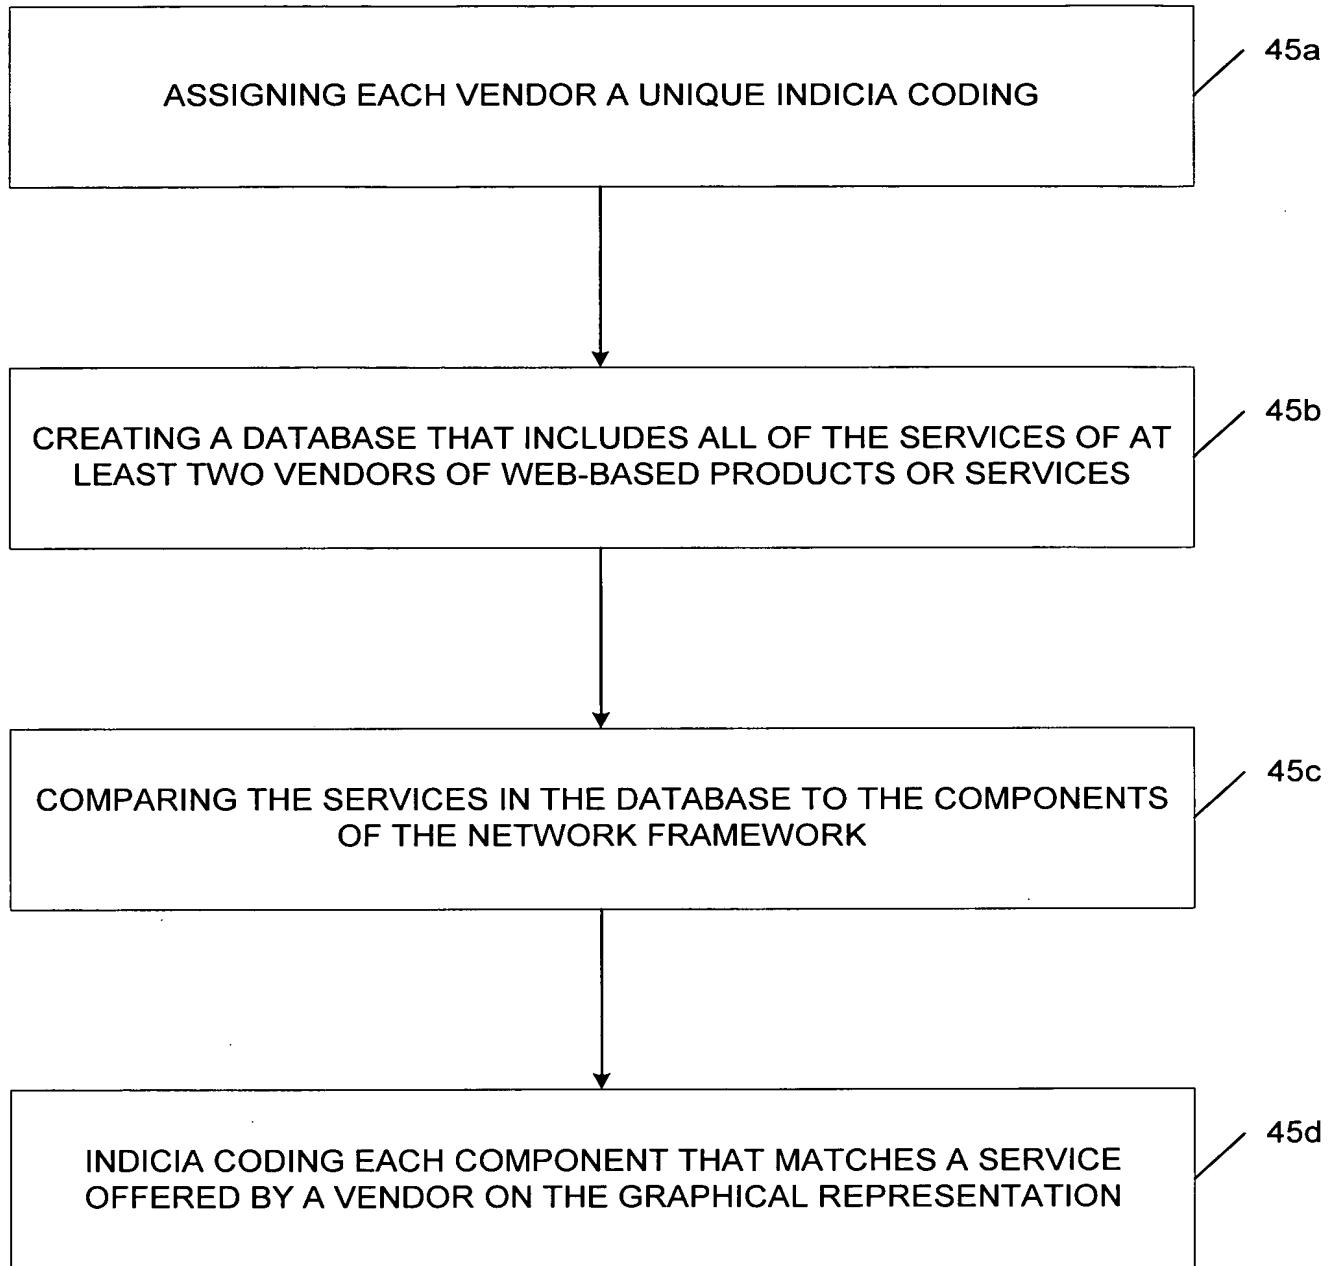 ASSIGNING EACH VENDOR A UNIQUE INDICIA CODING
45a
CREATING A DATABASE THAT INCLUDES ALL OF THE SERVICES OF AT
LEAST TWO VENDORS OF WEB-BASED PRODUCTS OR SERVICES
45b
COMPARING THE SERVICES IN THE DATABASE TO THE COMPONENTS
OF THE NETWORK FRAMEWORK
45c
INDICIA CODING EACH COMPONENT THAT MATCHES A SERVICE
OFFERED BY A VENDOR ON THE GRAPHICAL REPRESENTATION
45d